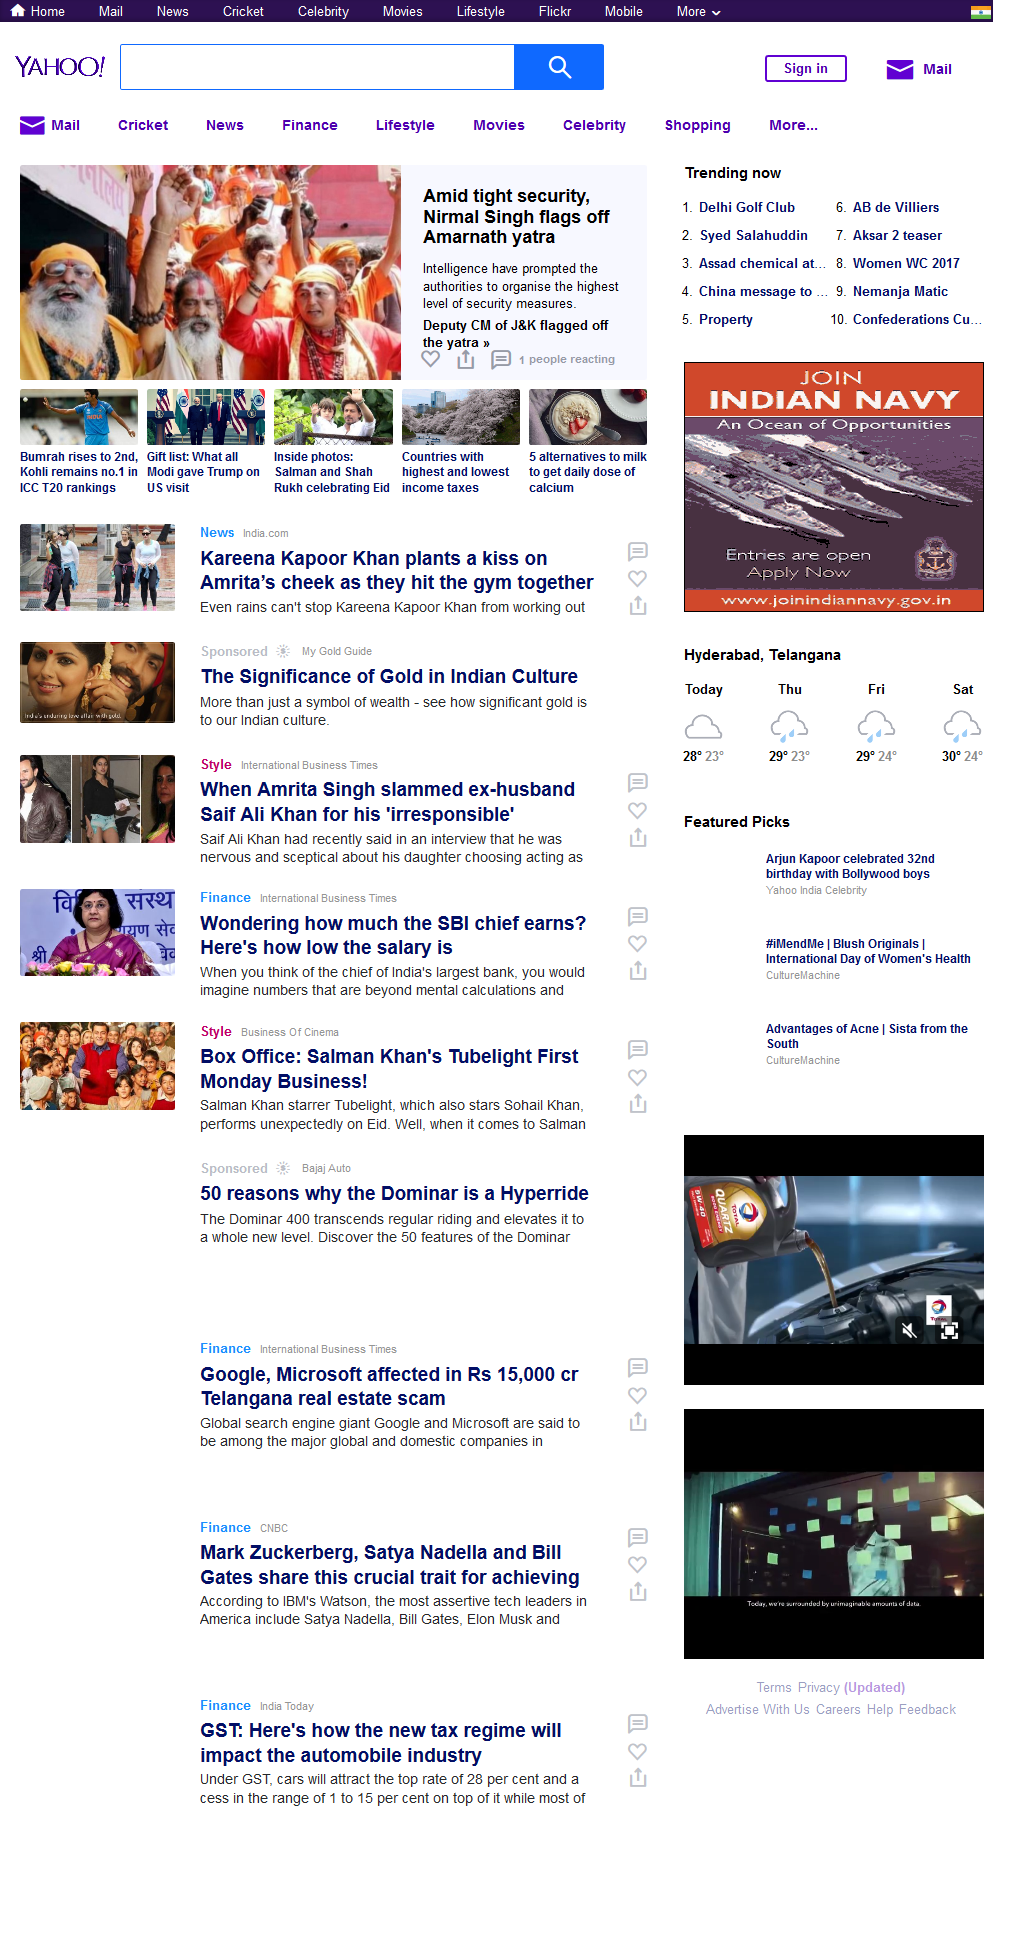 Home Mail News Cricket Celebrity Movies Lifestyle Flickr Mobile More
YAHOO!
Sign in
Mail
Mail Cricket News Finance Lifestyle Movies Celebrity Shopping More...
Amid tight security,
Nirmal Singh flags off
Amarnath yatra
Intelligence have prompted the
authorities to organise the highest
level of security measures.
Deputy CM of J&K flagged off
the yatra »
1 people reacting
Bumrah rises to 2nd,
Kohli remains no.1 in
ICC T20 rankings
Gift list: What all
Modi gave Trump on
US visit
Inside photos:
Salman and Shah
Rukh celebrating Eid
Countries with
highest and lowest
income taxes
5 alternatives to milk
to get daily dose of
calcium
News India.com
Kareena Kapoor Khan plants a kiss on
Amrita’s cheek as they hit the gym together
Even rains can't stop Kareena Kapoor Khan from working out
India's enduring love affair with gold.
Sponsored My Gold Guide
The Significance of Gold in Indian Culture
More than just a symbol of wealth - see how significant gold is
to our Indian culture.
Style International Business Times
When Amrita Singh slammed ex-husband
Saif Ali Khan for his 'irresponsible'
Saif Ali Khan had recently said in an interview that he was
nervous and sceptical about his daughter choosing acting as
Finance International Business Times
Wondering how much the SBI chief earns?
Here's how low the salary is
When you think of the chief of India's largest bank, you would
imagine numbers that are beyond mental calculations and
Style Business Of Cinema
Box Office: Salman Khan's Tubelight First
Monday Business!
Salman Khan starrer Tubelight, which also stars Sohail Khan,
performs unexpectedly on Eid. Well, when it comes to Salman
Sponsored Bajaj Auto
50 reasons why the Dominar is a Hyperride
The Dominar 400 transcends regular riding and elevates it to
a whole new level. Discover the 50 features of the Dominar
Finance International Business Times
Google, Microsoft affected in Rs 15,000 cr
Telangana real estate scam
Global search engine giant Google and Microsoft are said to
be among the major global and domestic companies in
Finance CNBC
Mark Zuckerberg, Satya Nadella and Bill
Gates share this crucial trait for achieving
According to IBM's Watson, the most assertive tech leaders in
America include Satya Nadella, Bill Gates, Elon Musk and
Finance India Today
GST: Here's how the new tax regime will
impact the automobile industry
Under GST, cars will attract the top rate of 28 per cent and a
cess in the range of 1 to 15 per cent on top of it while most of
Trending now
1. Delhi Golf Club
2. Syed Salahuddin
3. Assad chemical at...
4. China message to ...
5. Property
6. AB de Villiers
7. Aksar 2 teaser
8. Women WC 2017
9. Nemanja Matic
10. Confederations Cu...
JOIN
INDIAN NAVY
An Ocean of Opportunities
Entries are open
Apply Now
www.joinindiannavy.gov.in
Hyderabad, Telangana
Today Thu Fri Sat
28° 23° 29° 23° 29° 24° 30° 24°
Featured Picks
Arjun Kapoor celebrated 32nd
birthday with Bollywood boys
Yahoo India Celebrity
#iMendMe | Blush Originals |
International Day of Women's Health
CultureMachine
Advantages of Acne | Sista from the
South
CultureMachine
QUARTZ
5W-40
TOTAL
TOTAL
Today, we're surrounded by unimaginable amounts of data.
Terms Privacy (Updated)
Advertise With Us Careers Help Feedback